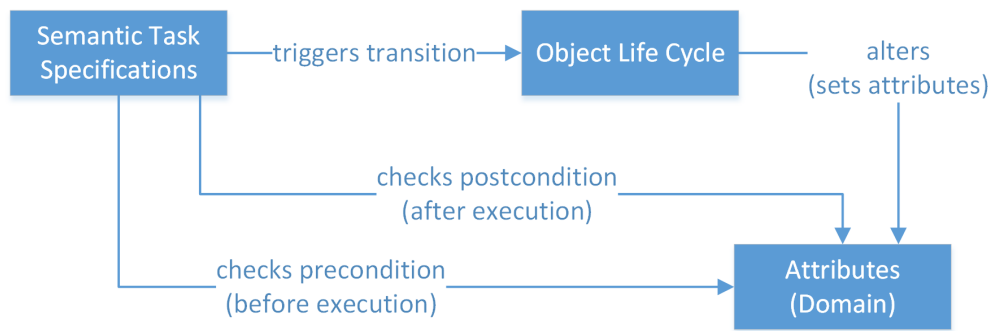 Semantic Task
Specifications
triggers transition
Object Life Cycle
alters
(sets attributes)
checks postcondition
(after execution)
checks precondition
(before execution)
Attributes
(Domain)